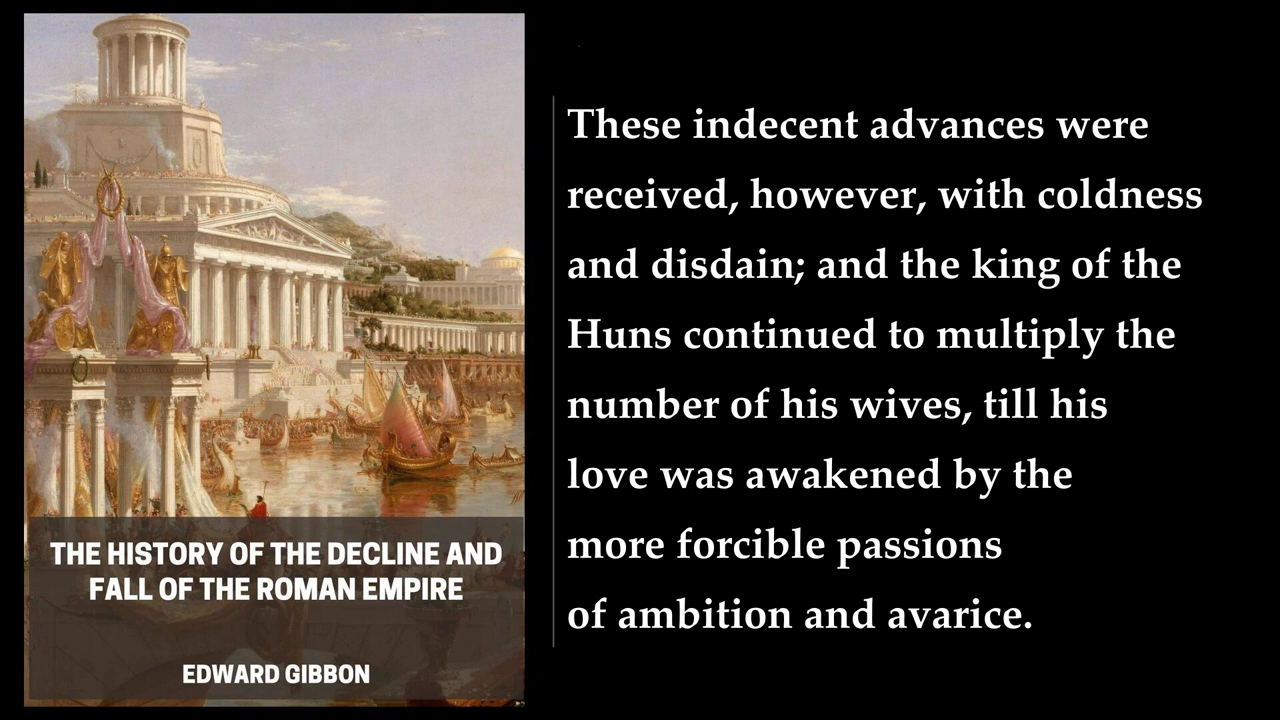 THE HISTORY OF THE DECLINE AND
FALL OF THE ROMAN EMPIRE
EDWARD GIBBON
These indecent advances were
received, however, with coldness
and disdain; and the king of the
Huns continued to multiply the
number of his wives, till his
love was awakened by the
more forcible passions
of ambition and avarice.